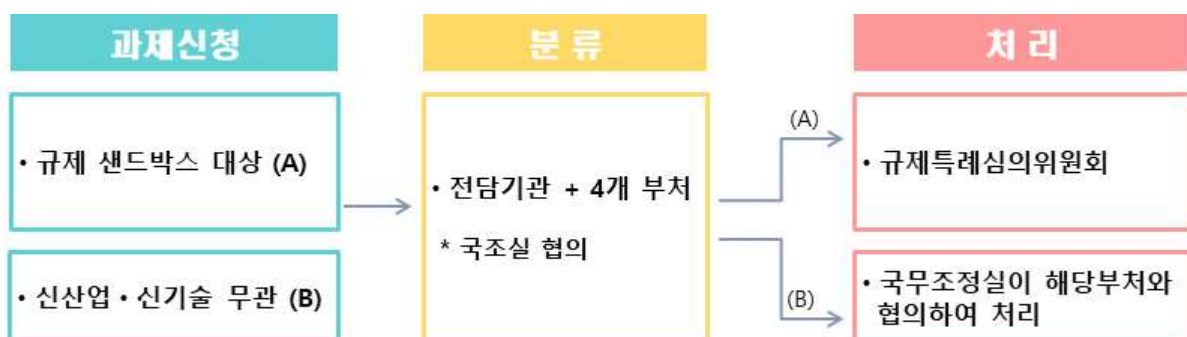 과제신청
• 규제 샌드박스 대상 (A)
• 신산업・신기술 무관 (B)
분 류
• 전담기관 + 4개 부처
* 국조실 협의
(A)
(B)
처 리
• 규제특례심의위원회
• 국무조정실이 해당부처와
협의하여 처리